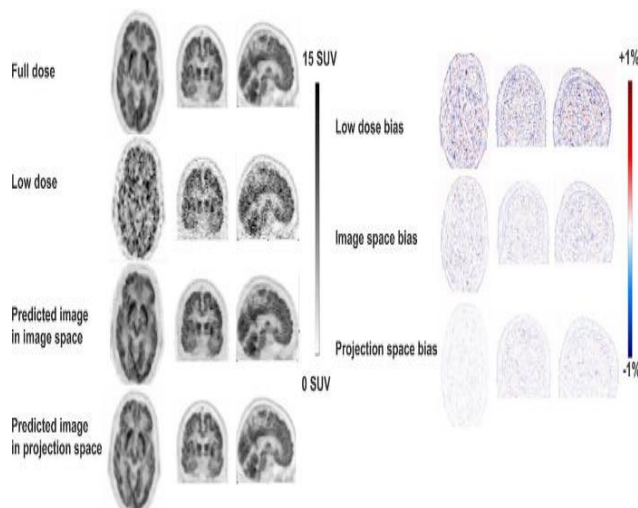 Full dose
Low dose
Predicted image
in image space
Predicted image
in projection space
15 SUV
0 SUV
Low dose bias
Image space bias
Projection space bias
+1%
-1%